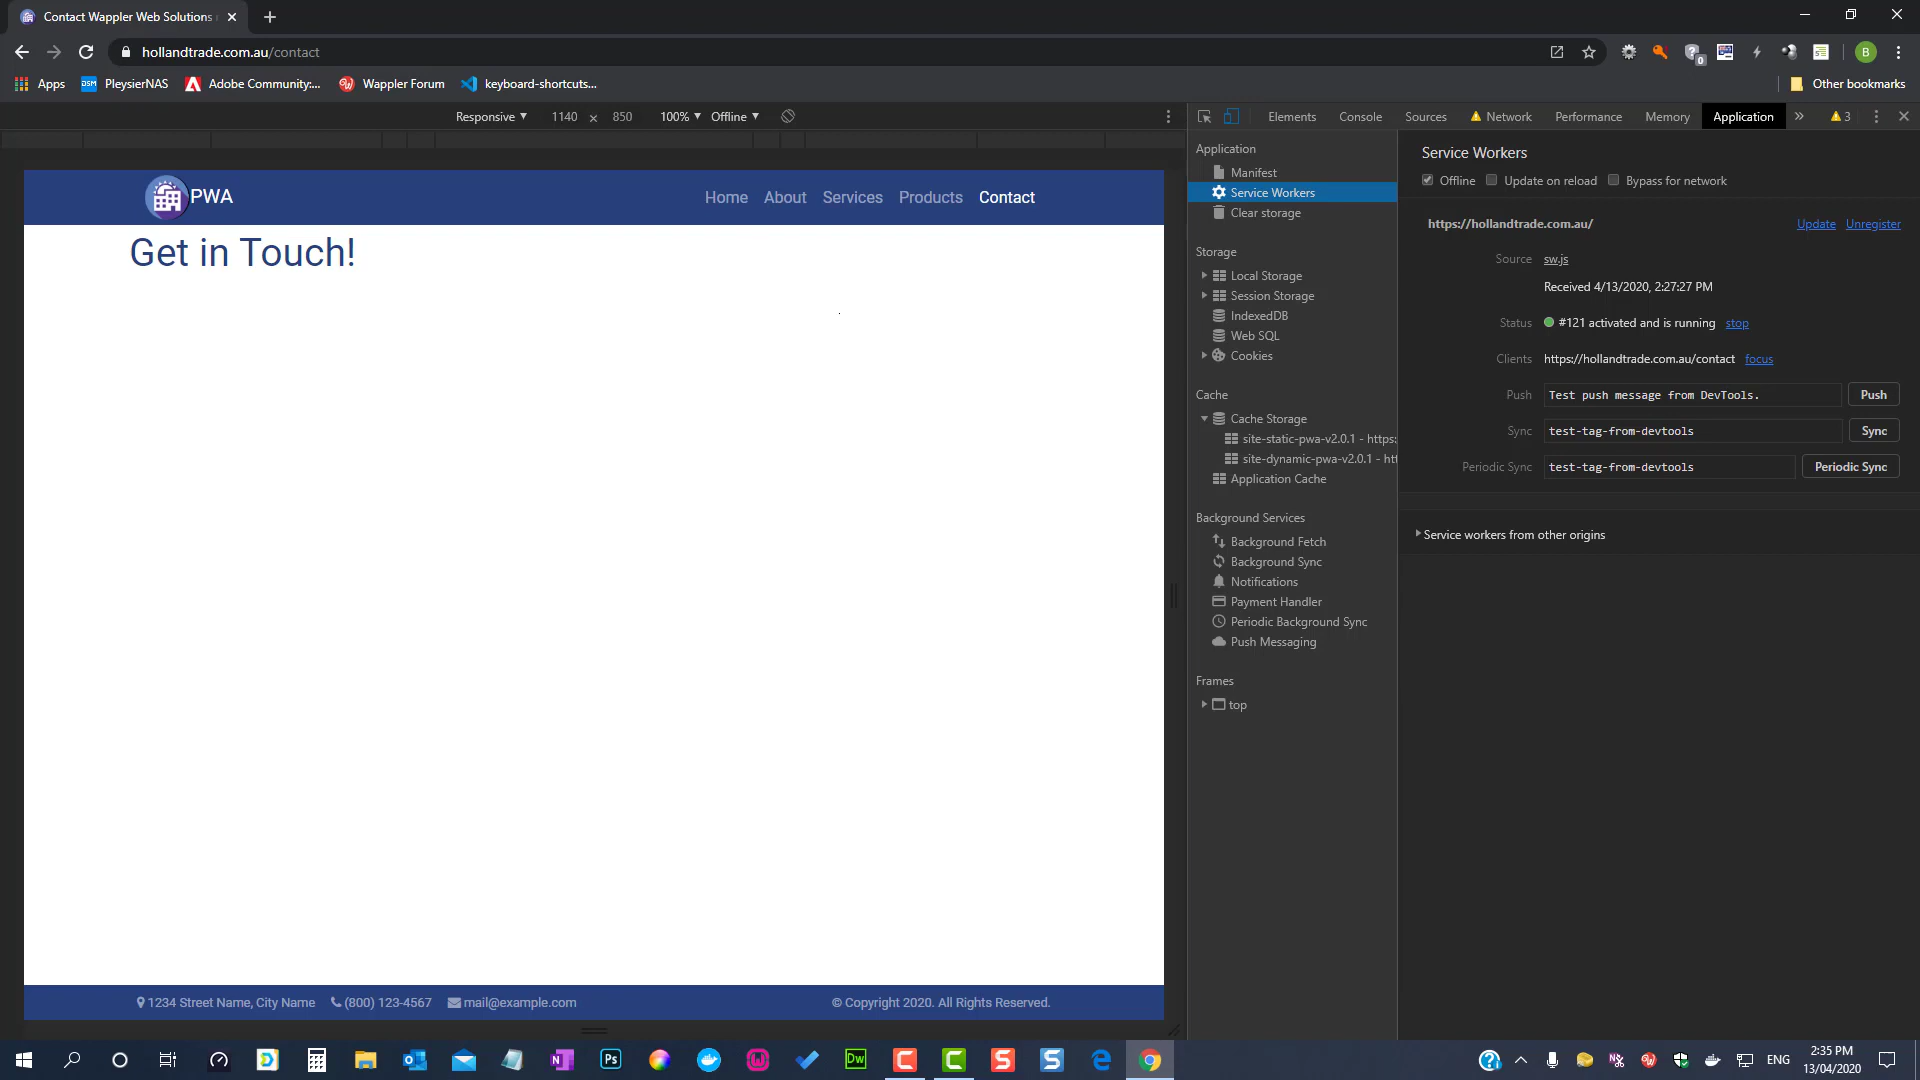 Contact Wappler Web Solutions
hollandtrade.com.au/contact
0
B
Apps
DSM PleysierNAS
Adobe Community:...
Wappler Forum
keyboard-shortcuts...
Other bookmarks
Responsive 1140 × 850 100% Offline
Elements Console Sources Network Performance Memory Application » 3
PWA
Home About Services Products Contact
Get in Touch!
1234 Street Name, City Name (800) 123-4567 mail@example.com
© Copyright 2020. All Rights Reserved.
Application
Manifest
Service Workers
Clear storage
Storage
Local Storage
Session Storage
IndexedDB
Web SQL
Cookies
Cache
Cache Storage
site-static-pwa-v2.0.1 - https:
site-dynamic-pwa-v2.0.1 - htt
Application Cache
Background Services
Background Fetch
Background Sync
Notifications
Payment Handler
Periodic Background Sync
Push Messaging
Frames
top
Service Workers
Offline Update on reload Bypass for network
https://hollandtrade.com.au/ Update Unregister
Source sw.js
Received 4/13/2020, 2:27:27 PM
Status #121 activated and is running stop
Clients https://hollandtrade.com.au/contact focus
Push Test push message from DevTools. Push
Sync test-tag-from-devtools Sync
Periodic Sync test-tag-from-devtools Periodic Sync
Service workers from other origins
Ps
Dw
ENG
2:35 PM
13/04/2020